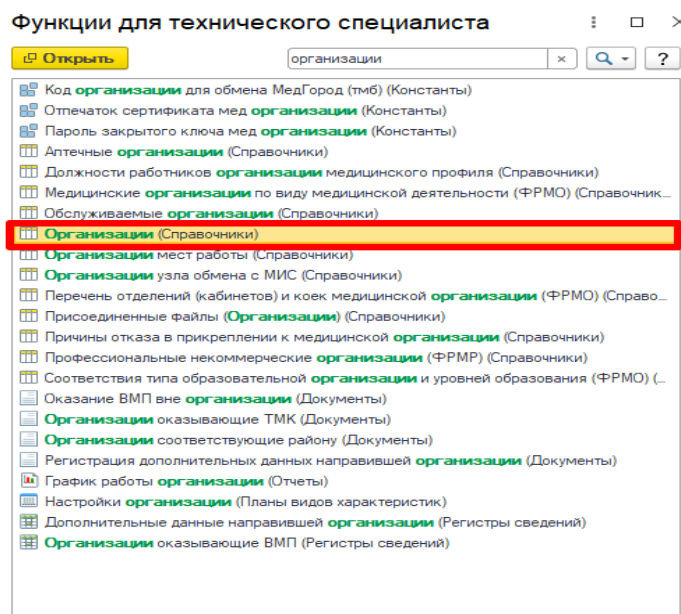 Функции для технического специалиста
Открыть
организации
?
Код организации для обмена МедГород (тмб) (Константы)
Отпечаток сертификата мед организации (Константы)
Пароль закрытого ключа мед организации (Константы)
Аптечные организации (Справочники)
Должности работников организации медицинского профиля (Справочники)
Медицинские организации по виду медицинской деятельности (ФРМО) (Справочник...
Обслуживаемые организации (Справочники)
Организации (Справочники)
Организации мест работы (Справочники)
Организации узла обмена с МИС (Справочники)
Перечень отделений (кабинетов) и коек медицинской организации (ФРМО) (Справо...
Присоединенные файлы (Организации) (Справочники)
Причины отказа в прикреплении к медицинской организации (Справочники)
Профессиональные некоммерческие организации (ФРМР) (Справочники)
Соответствия типа образовательной организации и уровней образования (ФРМО) (...
Оказание ВМП вне организации (Документы)
Организации оказывающие ТМК (Документы)
Организации соответствующие району (Документы)
Регистрация дополнительных данных направившей организации (Документы)
График работы организации (Отчеты)
Настройки организации (Планы видов характеристик)
Дополнительные данные направившей организации (Регистры сведений)
Организации оказывающие ВМП (Регистры сведений)